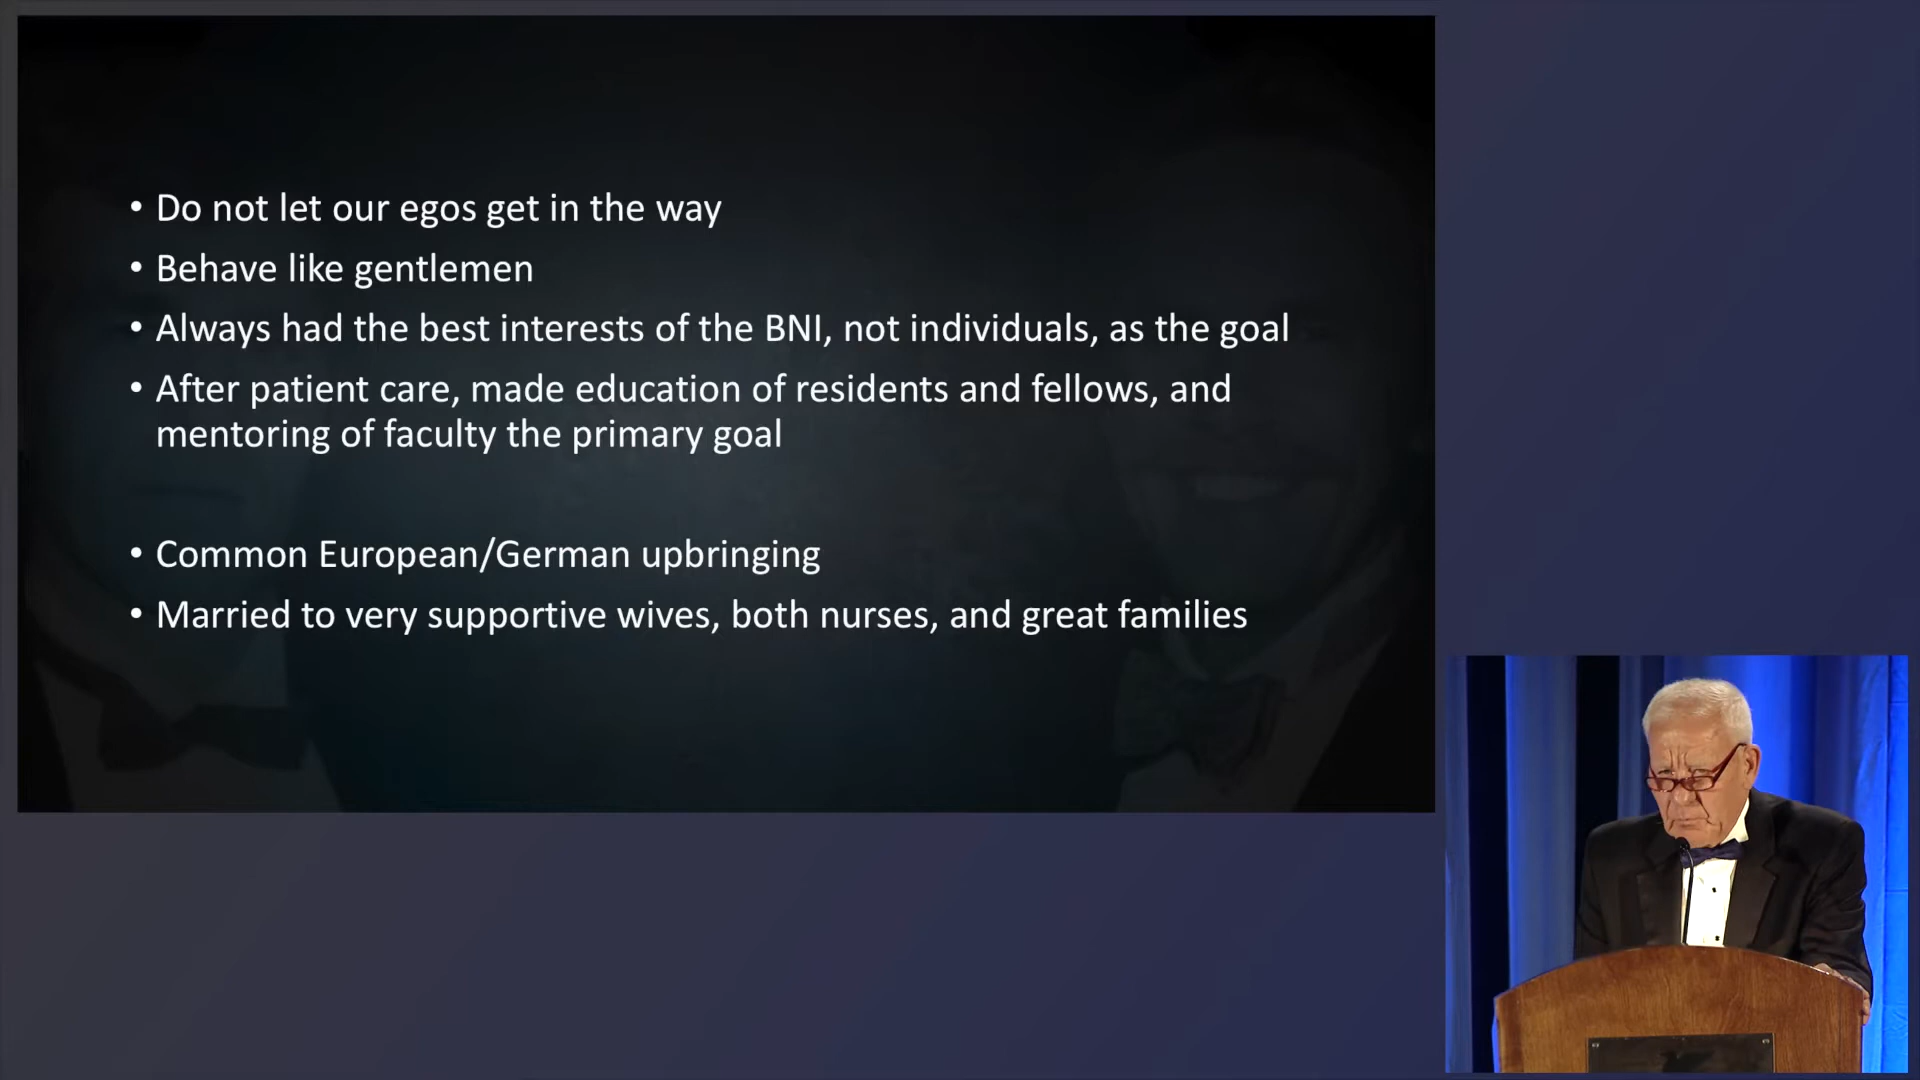 • Do not let our egos get in the way
• Behave like gentlemen
• Always had the best interests of the BNI, not individuals, as the goal
• After patient care, made education of residents and fellows, and
mentoring of faculty the primary goal
• Common European/German upbringing
• Married to very supportive wives, both nurses, and great families